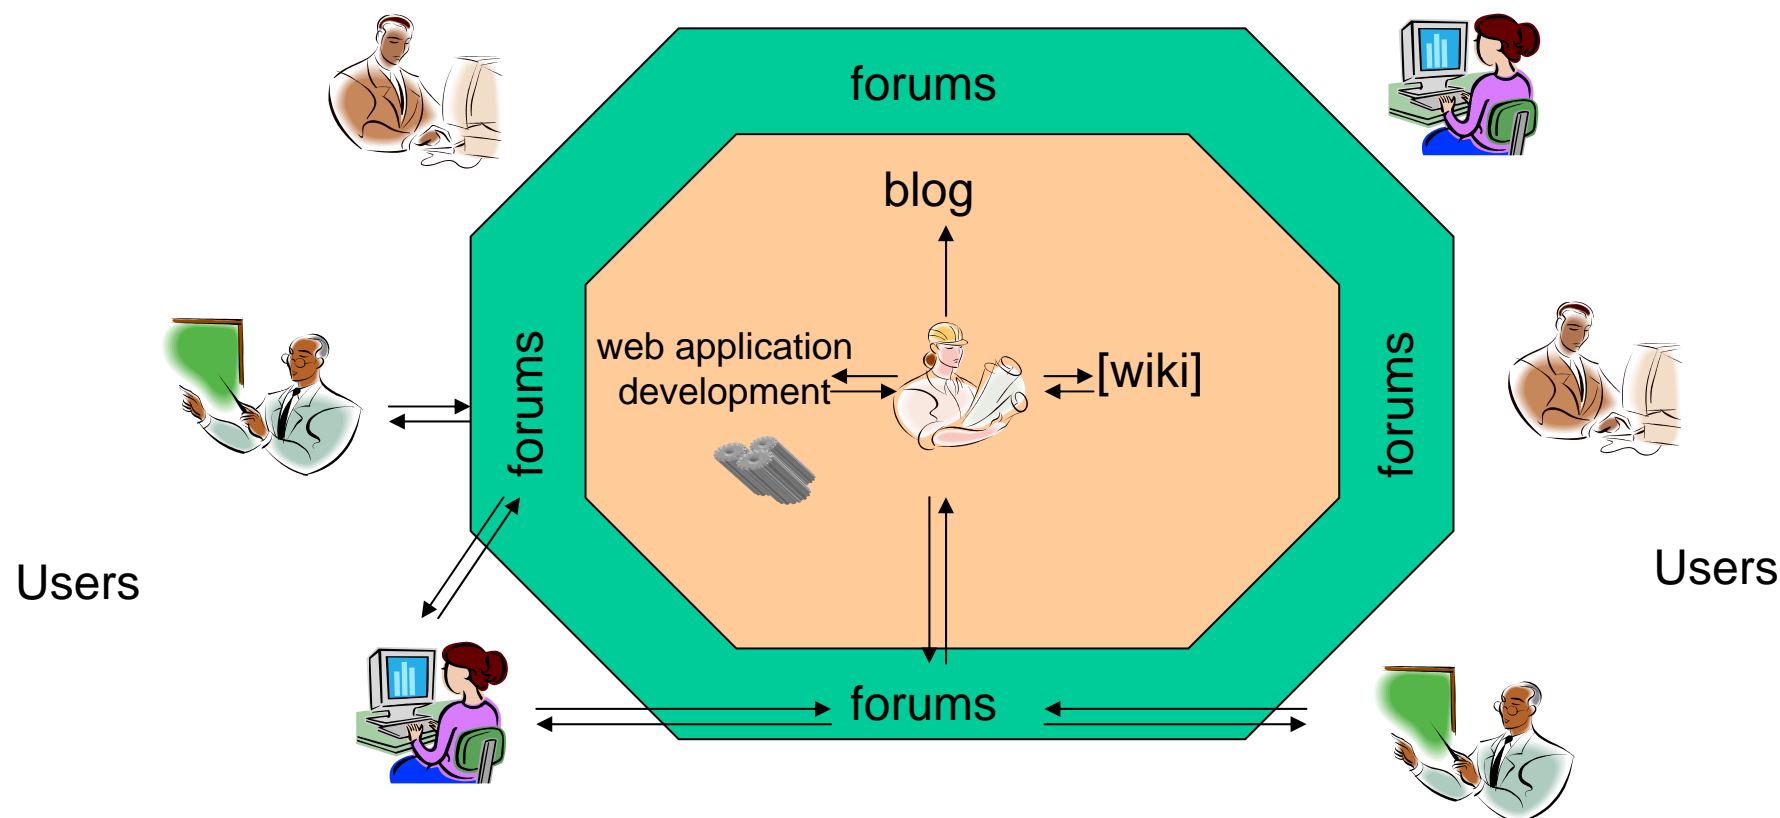 forums
blog
web application
development
[wiki]
forums
forums
Users
Users
forums